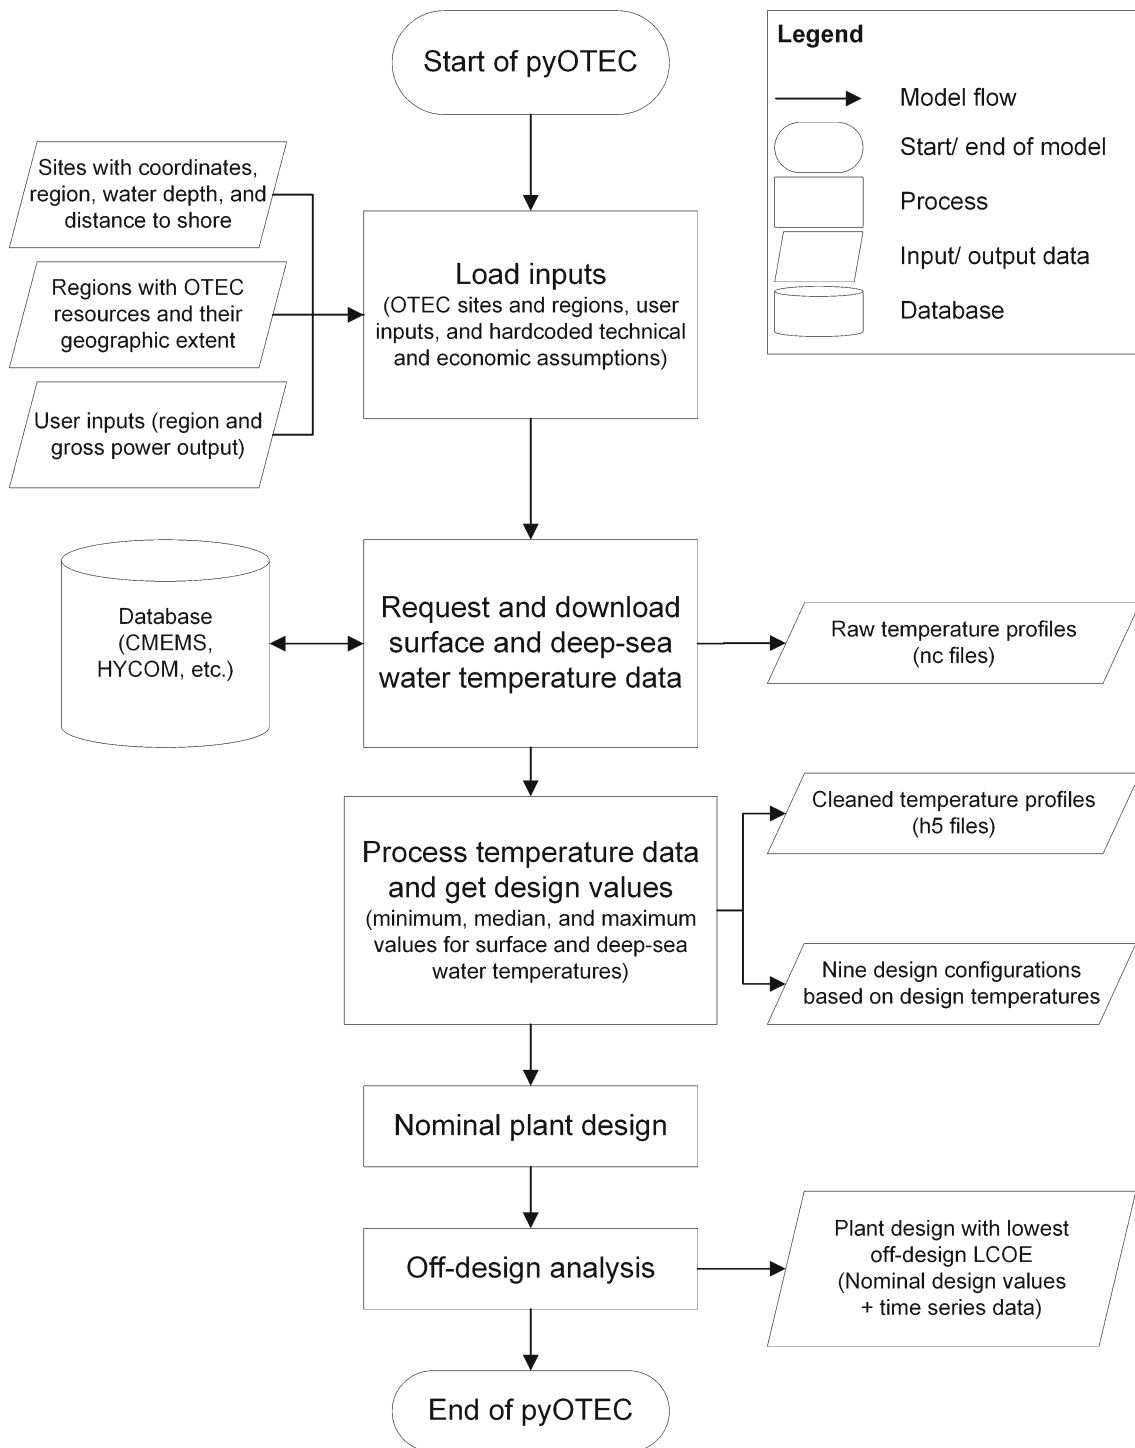 Start of pyOTEC
Legend
Model flow
Start/ end of model
Process
Input/ output data
Database
Sites with coordinates,
region, water depth, and
distance to shore
Regions with OTEC
resources and their
geographic extent
User inputs (region and
gross power output)
Load inputs
(OTEC sites and regions, user
inputs, and hardcoded technical
and economic assumptions)
Database
(CMEMS,
HYCOM, etc.)
Request and download
surface and deep-sea
water temperature data
Raw temperature profiles
(nc files)
Process temperature data
and get design values
(minimum, median, and maximum
values for surface and deep-sea
water temperatures)
Cleaned temperature profiles
(h5 files)
Nine design configurations
based on design temperatures
Nominal plant design
Off-design analysis
Plant design with lowest
off-design LCOE
(Nominal design values
+ time series data)
End of pyOTEC